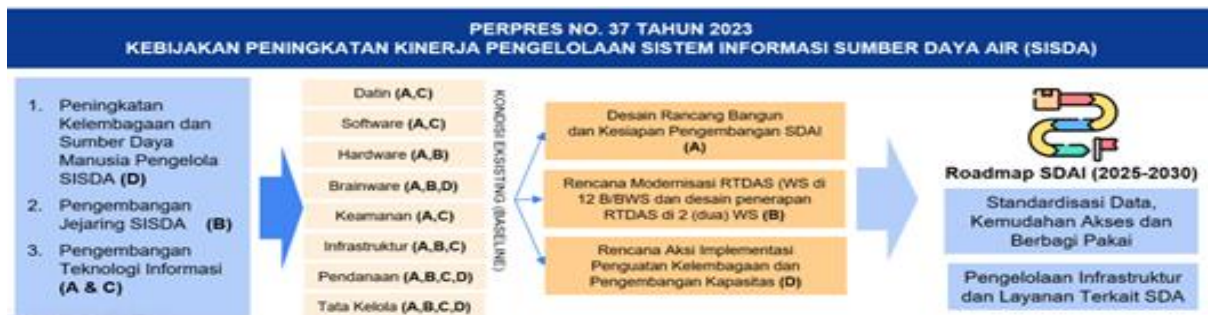 PERPRES NO. 37 TAHUN 2023
KEBIJAKAN PENINGKATAN KINERJA PENGELOLAAN SISTEM INFORMASI SUMBER DAYA AIR (SISDA)
1. Peningkatan
Kelembagaan dan
Sumber Daya
Manusia Pengelola
SISDA (D)
2. Pengembangan
Jejaring SISDA (B)
3. Pengembangan
Teknologi Informasi
(A & C)
Datin (A,C)
Software (A,C)
Hardware (A,B)
Brainware (A,B,D)
Keamanan (A,C)
Infrastruktur (A,B,C)
Pendanaan (A,B,C,D)
Tata Kelola (A,B,C,D)
KONDISI EKSISTING (BASELINE)
Desain Rancang Bangun
dan Kesiapan Pengembangan SDAI
(A)
Rencana Modernisasi RTDAS (WS di
12 B/BWS dan desain penerapan
RTDAS di 2 (dua) WS (B)
Rencana Aksi Implementasi
Penguatan Kelembagaan dan
Pengembangan Kapasitas (D)
Roadmap SDAI (2025-2030)
Standardisasi Data,
Kemudahan Akses dan
Berbagi Pakai
Pengelolaan Infrastruktur
dan Layanan Terkait SDA